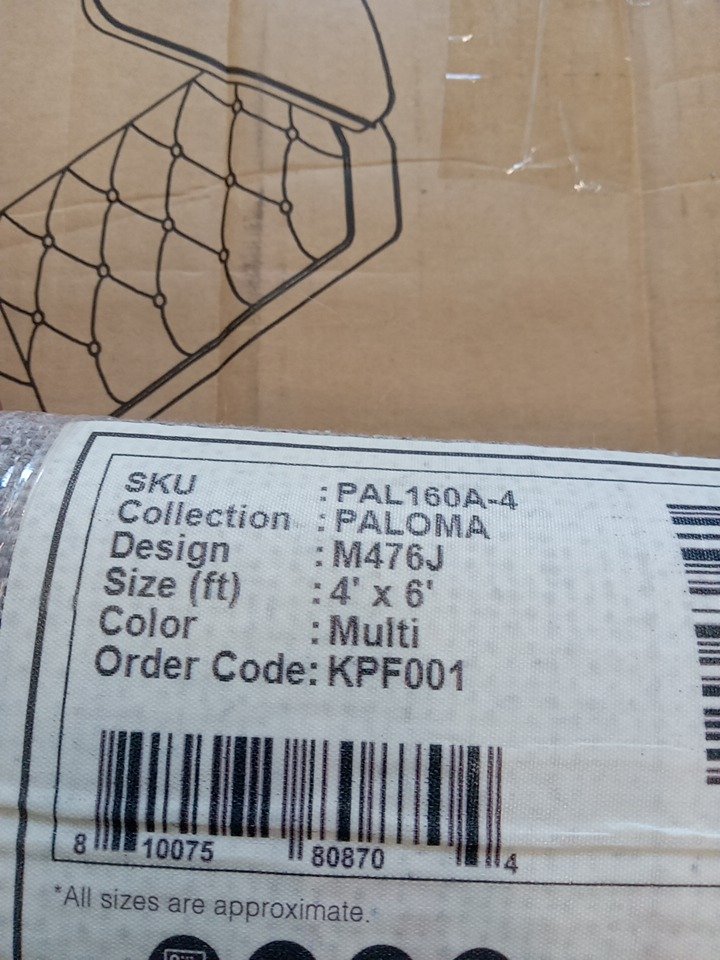 SKU : PAL160A-4
Collection : PALOMA
Design : M476J
Size (ft) : 4' x 6'
Color : Multi
Order Code: KPF001
8 10075 80870 4
*All sizes are approximate.